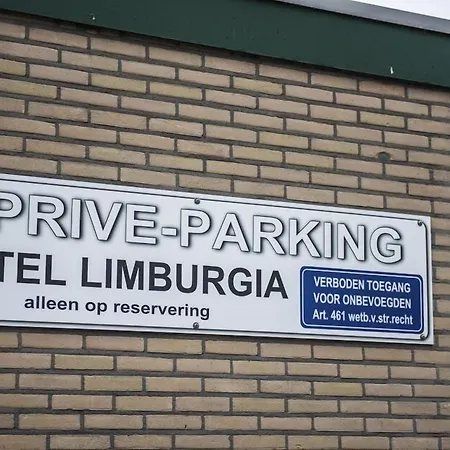 PRIVE-PARKING
TEL LIMBURGIA
alleen op reservering
VERBODEN TOEGANG
VOOR ONBEVOEGDEN
Art. 461 wetb.v.str.recht